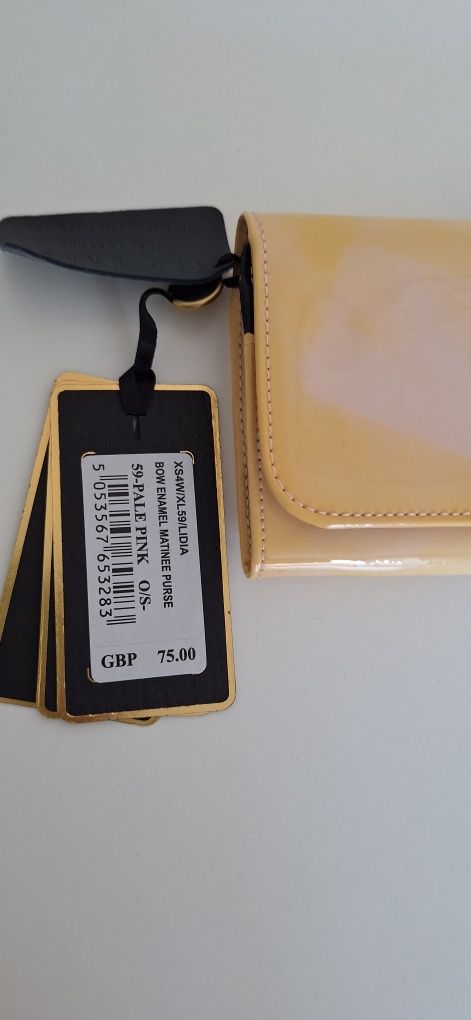 XS4W/XL59/LIDIA
BOW ENAMEL MATINEE PURSE
59-PALE PINK O/S-
5 053567 653283
GBP 75.00